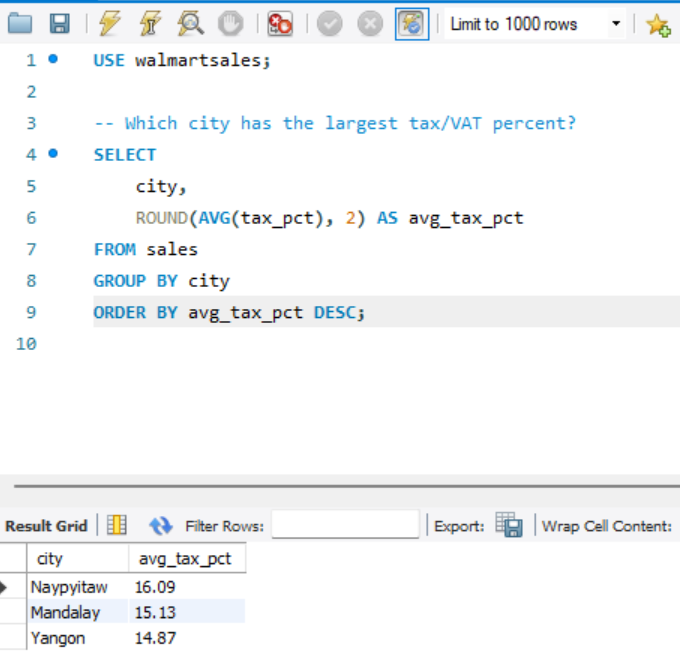 Limit to 1000 rows
1 USE walmartsales;
2
3 -- Which city has the largest tax/VAT percent?
4 SELECT
5 city,
6 ROUND(AVG(tax_pct), 2) AS avg_tax_pct
7 FROM sales
8 GROUP BY city
9 ORDER BY avg_tax_pct DESC;
10
Result Grid Filter Rows: Export: Wrap Cell Content:
city avg_tax_pct
Naypyitaw 16.09
Mandalay 15.13
Yangon 14.87